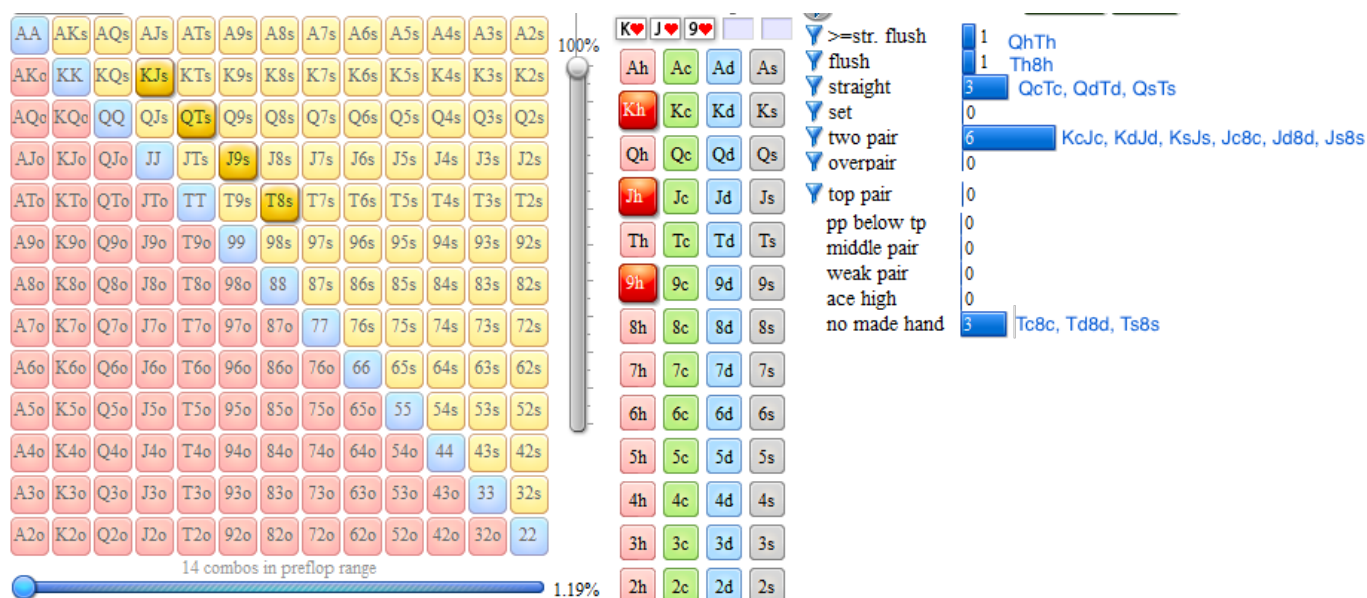 AA AKs AQs AJs ATs A9s A8s A7s A6s A5s A4s A3s A2s
AKo KK KQs KJs KTs K9s K8s K7s K6s K5s K4s K3s K2s
AQo KQo QQ QJs QTs Q9s Q8s Q7s Q6s Q5s Q4s Q3s Q2s
AJo KJo QJo JJ JTs J9s J8s J7s J6s J5s J4s J3s J2s
ATo KTo QTo JTo TT T9s T8s T7s T6s T5s T4s T3s T2s
A9o K9o Q9o J9o T9o 99 98s 97s 96s 95s 94s 93s 92s
A8o K8o Q8o J8o T8o 98o 88 87s 86s 85s 84s 83s 82s
A7o K7o Q7o J7o T7o 97o 87o 77 76s 75s 74s 73s 72s
A6o K6o Q6o J6o T6o 96o 86o 76o 66 65s 64s 63s 62s
A5o K5o Q5o J5o T5o 95o 85o 75o 65o 55 54s 53s 52s
A4o K4o Q4o J4o T4o 94o 84o 74o 64o 54o 44 43s 42s
A3o K3o Q3o J3o T3o 93o 83o 73o 63o 53o 43o 33 32s
A2o K2o Q2o J2o T2o 92o 82o 72o 62o 52o 42o 32o 22
14 combos in preflop range
1.19%
100%
K♥ J♥ 9♥
Ah Ac Ad As
Kh Kc Kd Ks
Qh Qc Qd Qs
Jh Jc Jd Js
Th Tc Td Ts
9h 9c 9d 9s
8h 8c 8d 8s
7h 7c 7d 7s
6h 6c 6d 6s
5h 5c 5d 5s
4h 4c 4d 4s
3h 3c 3d 3s
2h 2c 2d 2s
>=str. flush 1 QhTh
flush 1 Th8h
straight 3 QcTc, QdTd, QsTs
set 0
two pair 6 KcJc, KdJd, KsJs, Jc8c, Jd8d, Js8s
overpair 0
top pair 0
pp below tp 0
middle pair 0
weak pair 0
ace high 0
no made hand 3 Tc8c, Td8d, Ts8s